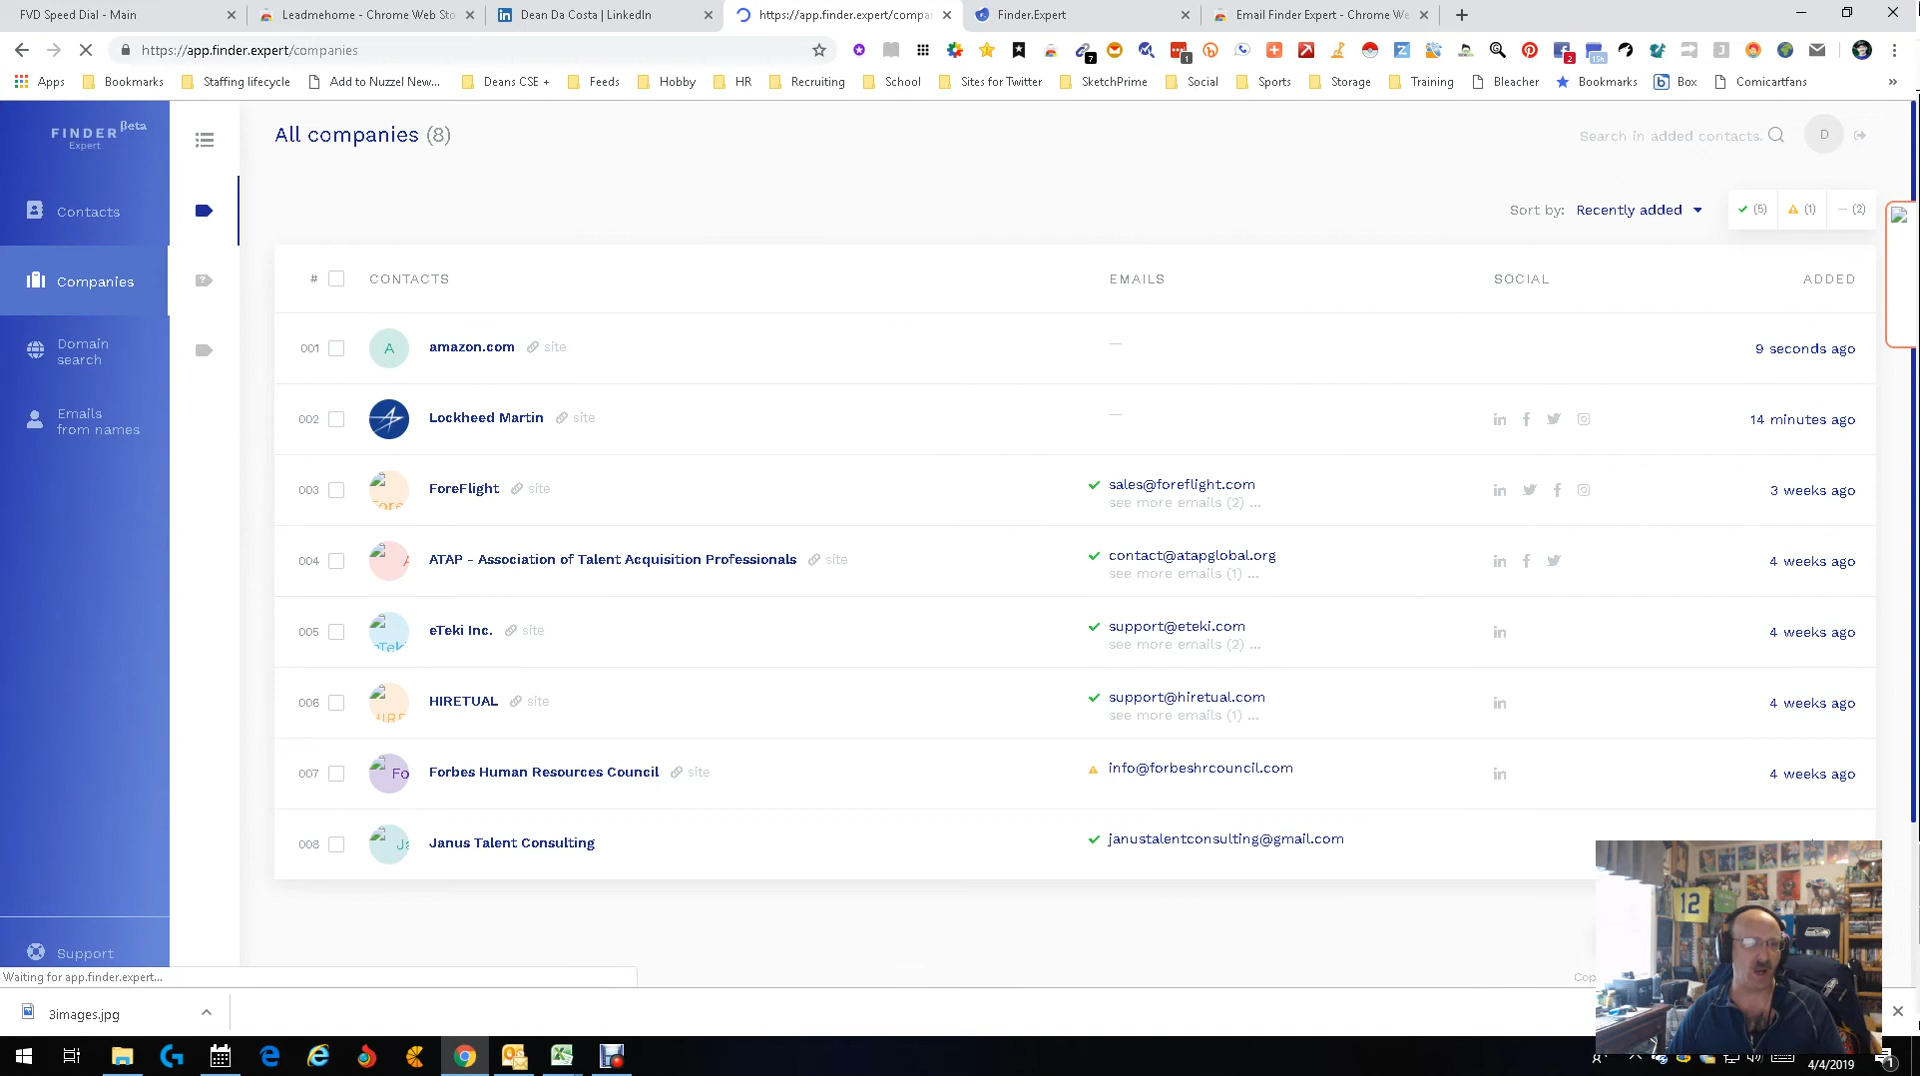 FVD Speed Dial - Main
Leadmehome - Chrome Web Sto
Dean Da Costa | LinkedIn
https://app.finder.expert/compa
Finder.Expert
Email Finder Expert - Chrome We
https://app.finder.expert/companies
7
1
2
15h
Apps
Bookmarks
Staffing lifecycle
Add to Nuzzel New...
Deans CSE +
Feeds
Hobby
HR
Recruiting
School
Sites for Twitter
SketchPrime
Social
Sports
Storage
Training
Bleacher
Bookmarks
Box
Comicartfans
»
FINDER Beta
Expert
All companies (8)
Search in added contacts.
D
Contacts
Companies
Domain
search
Emails
from names
Support
Sort by: Recently added
(5)
(1)
(2)
# CONTACTS EMAILS SOCIAL ADDED
001 A amazon.com site — 9 seconds ago
002 Lockheed Martin site — 14 minutes ago
003 ForeFlight site sales@foreflight.com 3 weeks ago
see more emails (2) ...
004 ATAP - Association of Talent Acquisition Professionals site contact@atapglobal.org 4 weeks ago
see more emails (1) ...
005 eTeki Inc. site support@eteki.com 4 weeks ago
see more emails (2) ...
006 HIRETUAL site support@hiretual.com 4 weeks ago
see more emails (1) ...
007 Fo Forbes Human Resources Council site info@forbeshrcouncil.com 4 weeks ago
008 Janus Talent Consulting janustalentconsulting@gmail.com
Cop
12
Waiting for app.finder.expert...
3images.jpg
4/4/2019
1